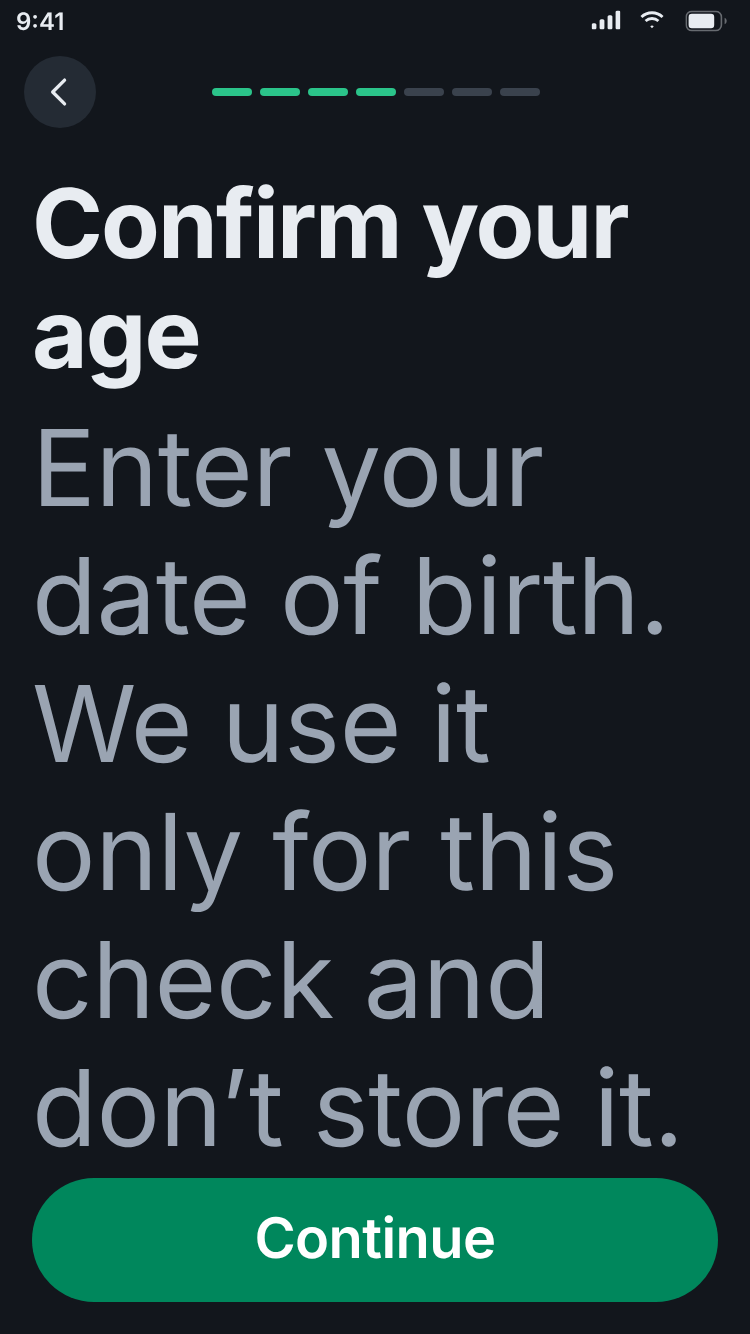 9:41
Confirm your
age
Enter your
date of birth.
We use it
only for this
check and
don’t store it.
Continue